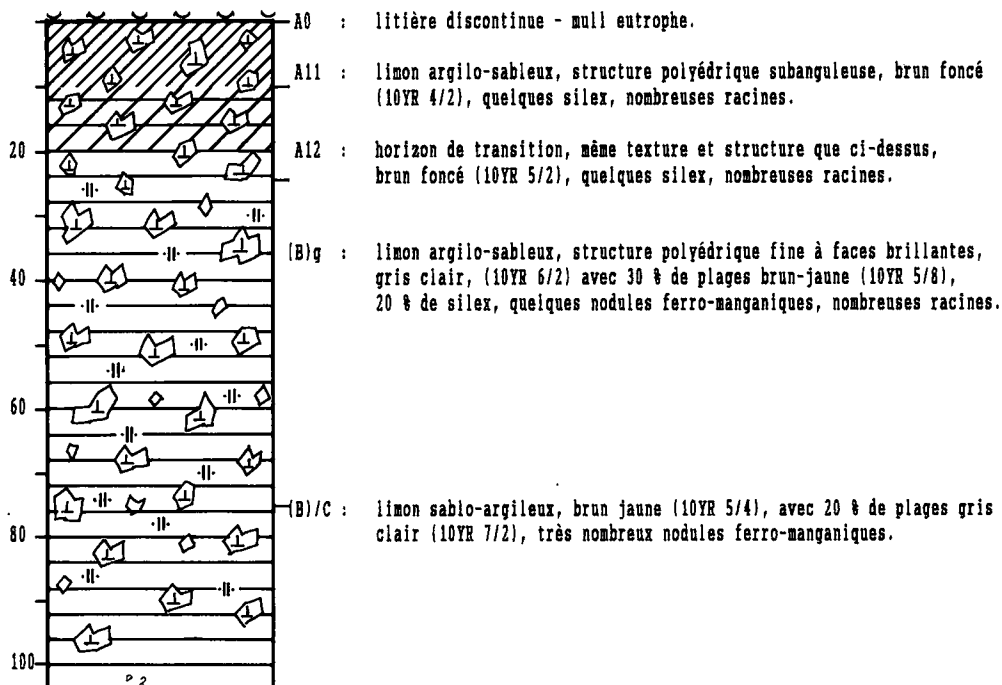 A0 : litière discontinue - mull eutrophe.
A11 : limon argilo-sableux, structure polyédrique subanguleuse, brun foncé
(10YR 4/2), quelques silex, nombreuses racines.
20
A12 : horizon de transition, même texture et structure que ci-dessus,
brun foncé (10YR 5/2), quelques silex, nombreuses racines.
(B)g : limon argilo-sableux, structure polyédrique fine à faces brillantes,
gris clair, (10YR 6/2) avec 30 % de plages brun-jaune (10YR 5/8),
40
20 % de silex, quelques nodules ferro-manganiques, nombreuses racines.
60
(B)/C : limon sablo-argileux, brun jaune (10YR 5/4), avec 20 % de plages gris
80
clair (10YR 7/2), très nombreux nodules ferro-manganiques.
100